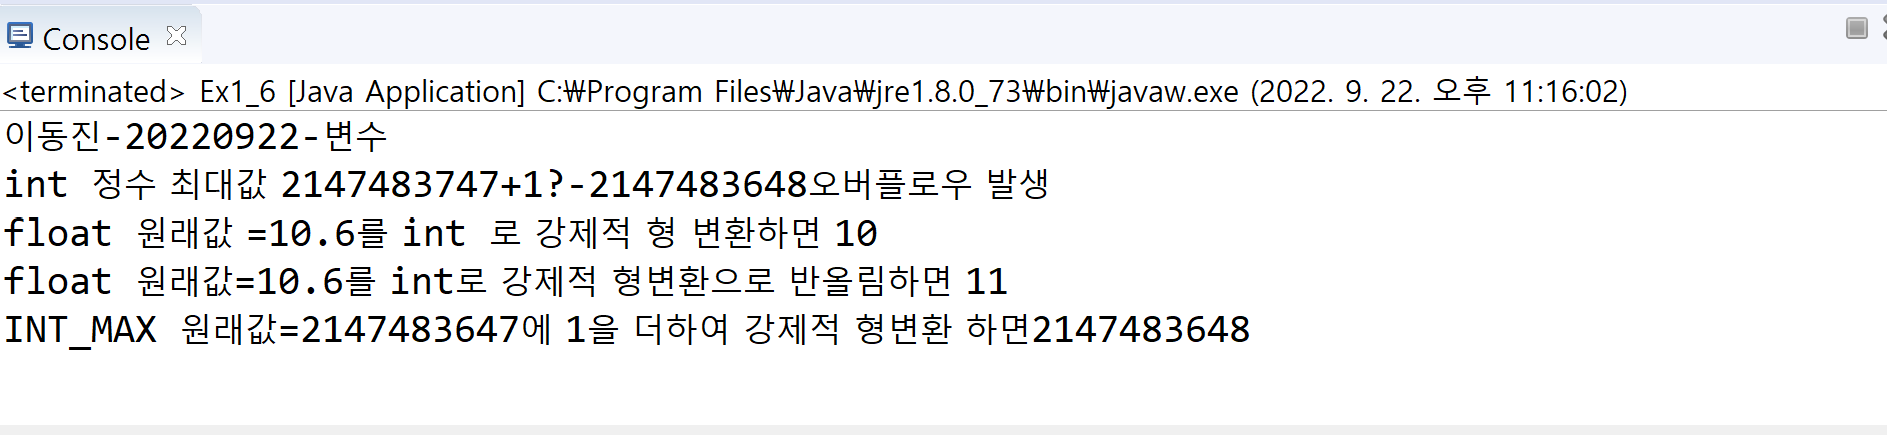 Console
<terminated> Ex1_6 [Java Application] C:₩Program Files₩Java₩jre1.8.0_73₩bin₩javaw.exe (2022. 9. 22. 오후 11:16:02)
이동진-20220922-변수
int 정수 최대값 2147483747+1?-2147483648오버플로우 발생
float 원래값 =10.6를 int 로 강제적 형 변환하면 10
float 원래값=10.6를 int로 강제적 형변환으로 반올림하면 11
INT_MAX 원래값=2147483647에 1을 더하여 강제적 형변환 하면2147483648